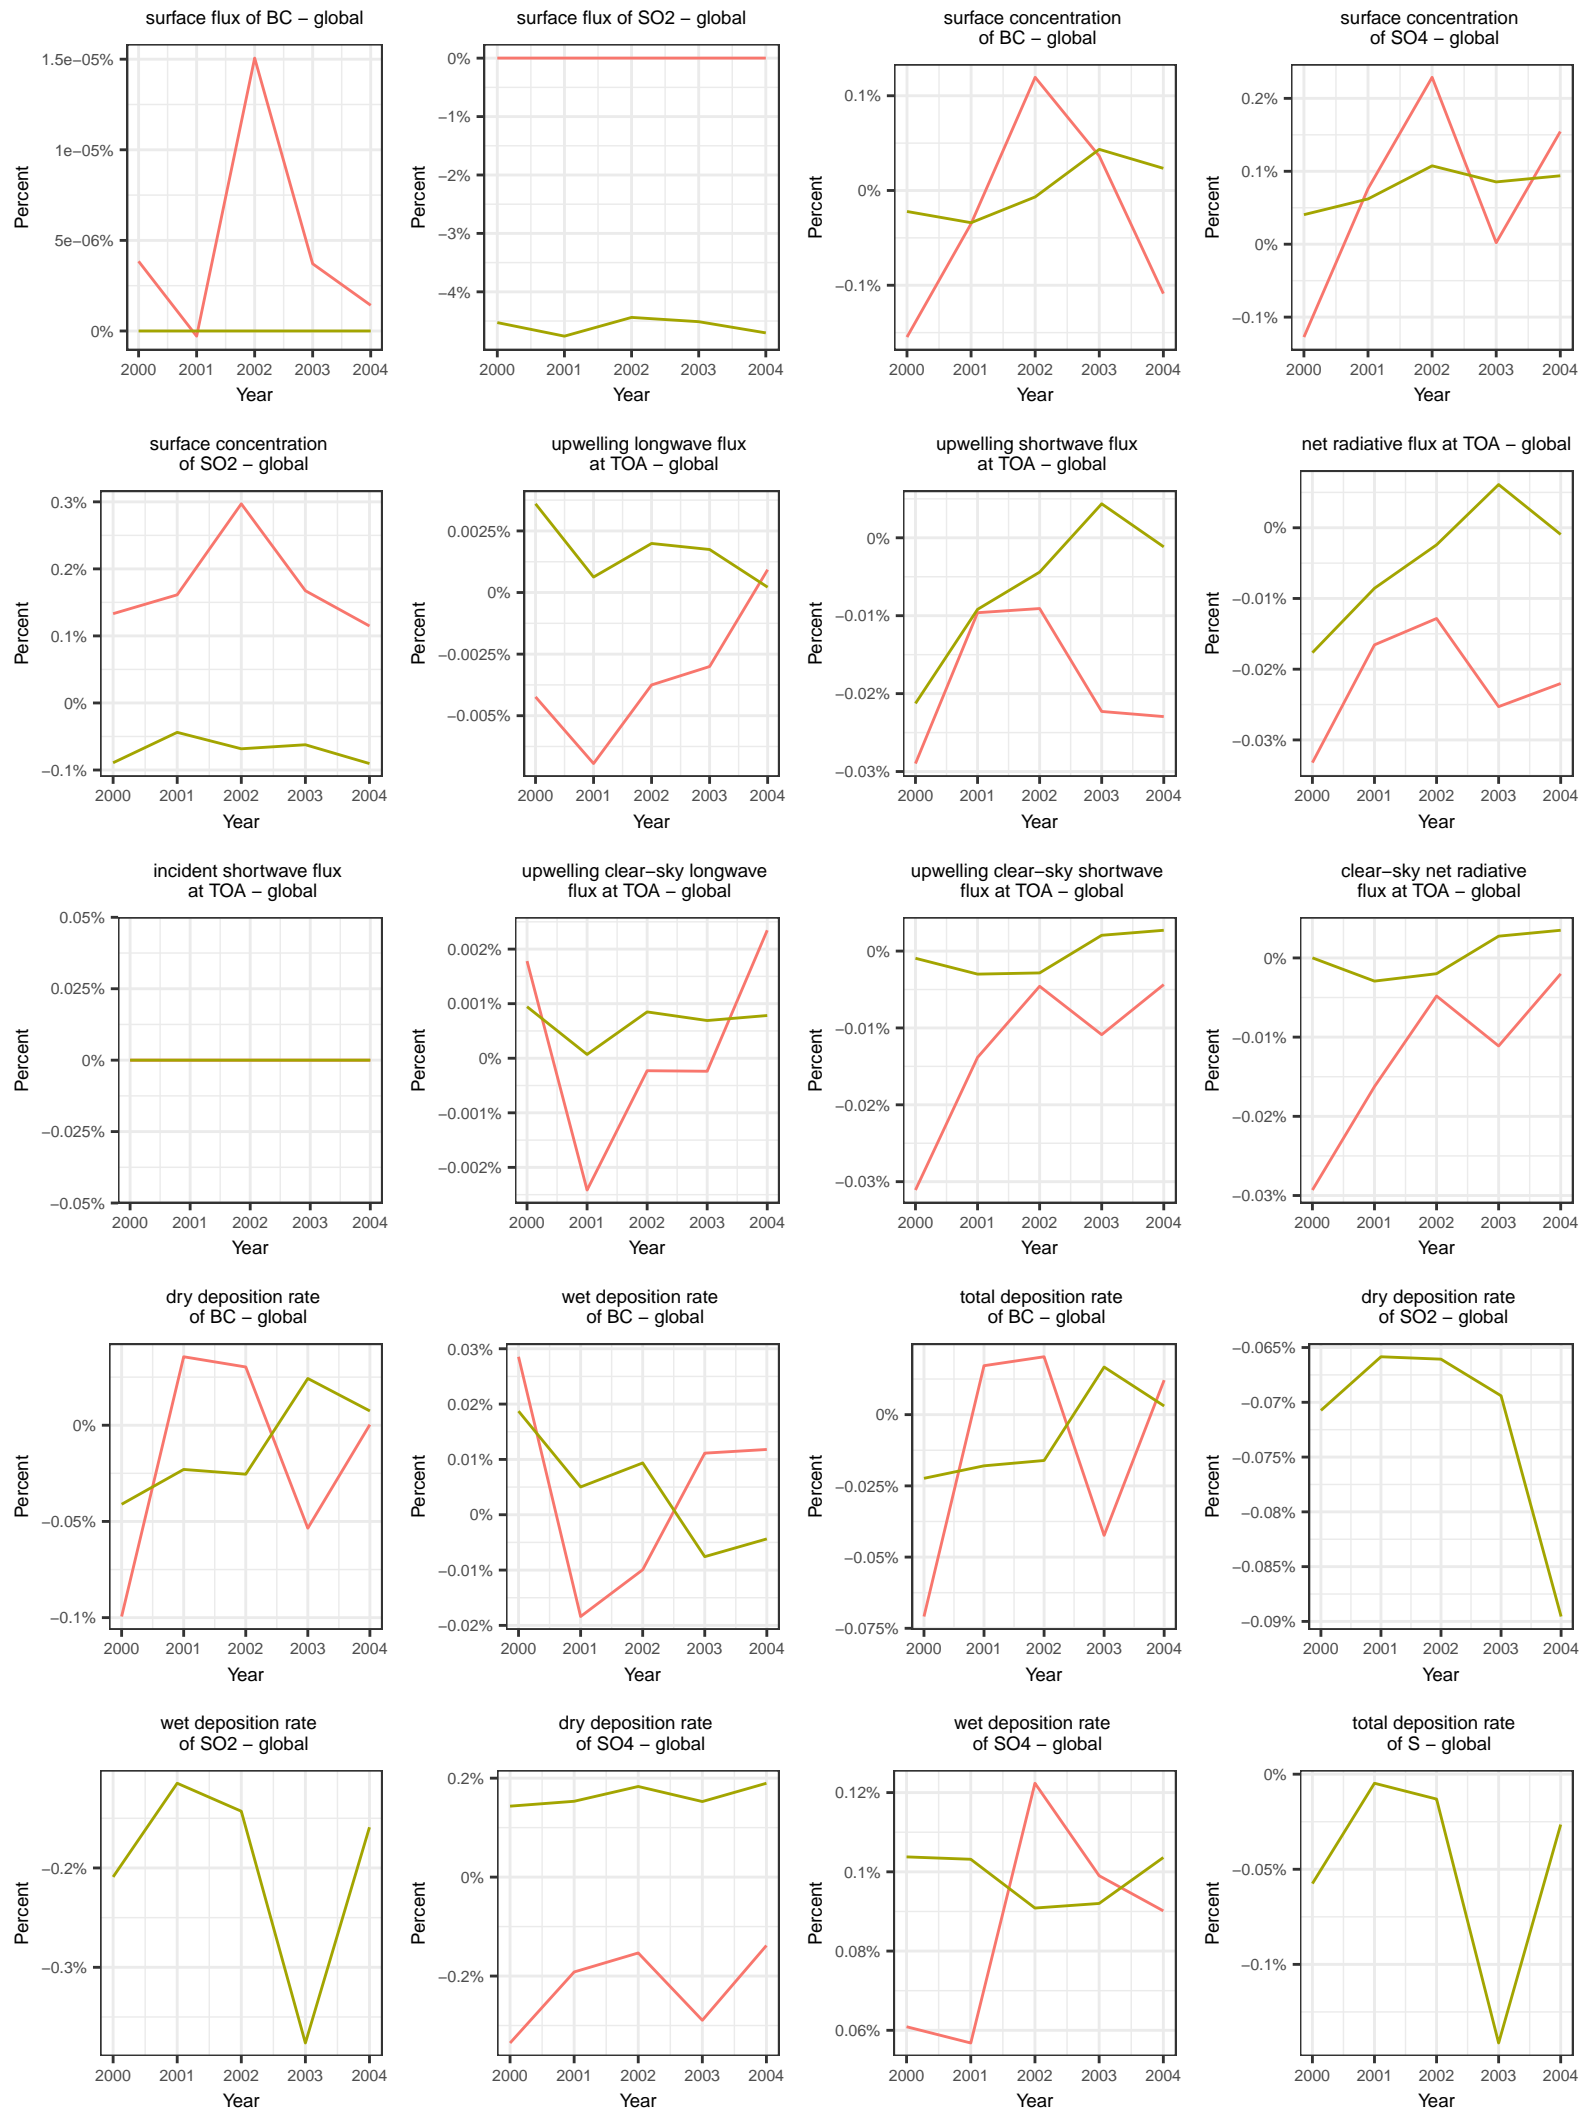 surface flux of BC − global
1.5e−05%
1e−05%
5e−06%
0%
Percent
2000 2001 2002 2003 2004
Year
surface flux of SO2 − global
0%
−1%
−2%
−3%
−4%
Percent
2000 2001 2002 2003 2004
Year
surface concentration
of BC − global
0.1%
0%
−0.1%
Percent
2000 2001 2002 2003 2004
Year
surface concentration
of SO4 − global
0.2%
0.1%
0%
−0.1%
Percent
2000 2001 2002 2003 2004
Year
surface concentration
of SO2 − global
0.3%
0.2%
0.1%
0%
−0.1%
Percent
2000 2001 2002 2003 2004
Year
upwelling longwave flux
at TOA − global
0.0025%
0%
−0.0025%
−0.005%
Percent
2000 2001 2002 2003 2004
Year
upwelling shortwave flux
at TOA − global
0%
−0.01%
−0.02%
−0.03%
Percent
2000 2001 2002 2003 2004
Year
net radiative flux at TOA − global
0%
−0.01%
−0.02%
−0.03%
Percent
2000 2001 2002 2003 2004
Year
incident shortwave flux
at TOA − global
0.05%
0.025%
0%
−0.025%
−0.05%
Percent
2000 2001 2002 2003 2004
Year
upwelling clear−sky longwave
flux at TOA − global
0.002%
0.001%
0%
−0.001%
−0.002%
Percent
2000 2001 2002 2003 2004
Year
upwelling clear−sky shortwave
flux at TOA − global
0%
−0.01%
−0.02%
−0.03%
Percent
2000 2001 2002 2003 2004
Year
clear−sky net radiative
flux at TOA − global
0%
−0.01%
−0.02%
−0.03%
Percent
2000 2001 2002 2003 2004
Year
dry deposition rate
of BC − global
0%
−0.05%
−0.1%
Percent
2000 2001 2002 2003 2004
Year
wet deposition rate
of BC − global
0.03%
0.02%
0.01%
0%
−0.01%
−0.02%
Percent
2000 2001 2002 2003 2004
Year
total deposition rate
of BC − global
0%
−0.025%
−0.05%
−0.075%
Percent
2000 2001 2002 2003 2004
Year
dry deposition rate
of SO2 − global
−0.065%
−0.07%
−0.075%
−0.08%
−0.085%
−0.09%
Percent
2000 2001 2002 2003 2004
Year
wet deposition rate
of SO2 − global
−0.2%
−0.3%
Percent
2000 2001 2002 2003 2004
Year
dry deposition rate
of SO4 − global
0.2%
0%
−0.2%
Percent
2000 2001 2002 2003 2004
Year
wet deposition rate
of SO4 − global
0.12%
0.1%
0.08%
0.06%
Percent
2000 2001 2002 2003 2004
Year
total deposition rate
of S − global
0%
−0.05%
−0.1%
Percent
2000 2001 2002 2003 2004
Year